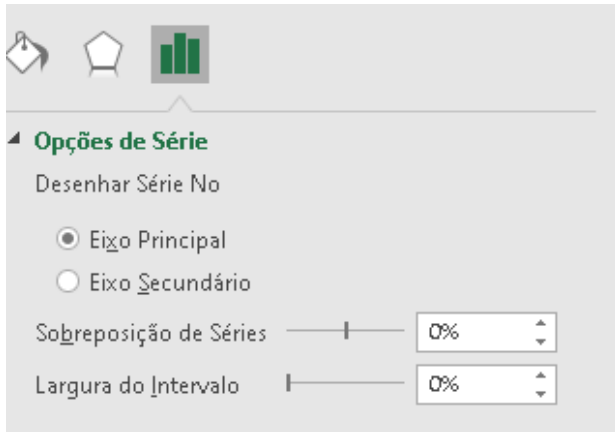 Opções de Série
Desenhar Série No
Eixo Principal
Eixo Secundário
Sobreposição de Séries 0%
Largura do Intervalo 0%